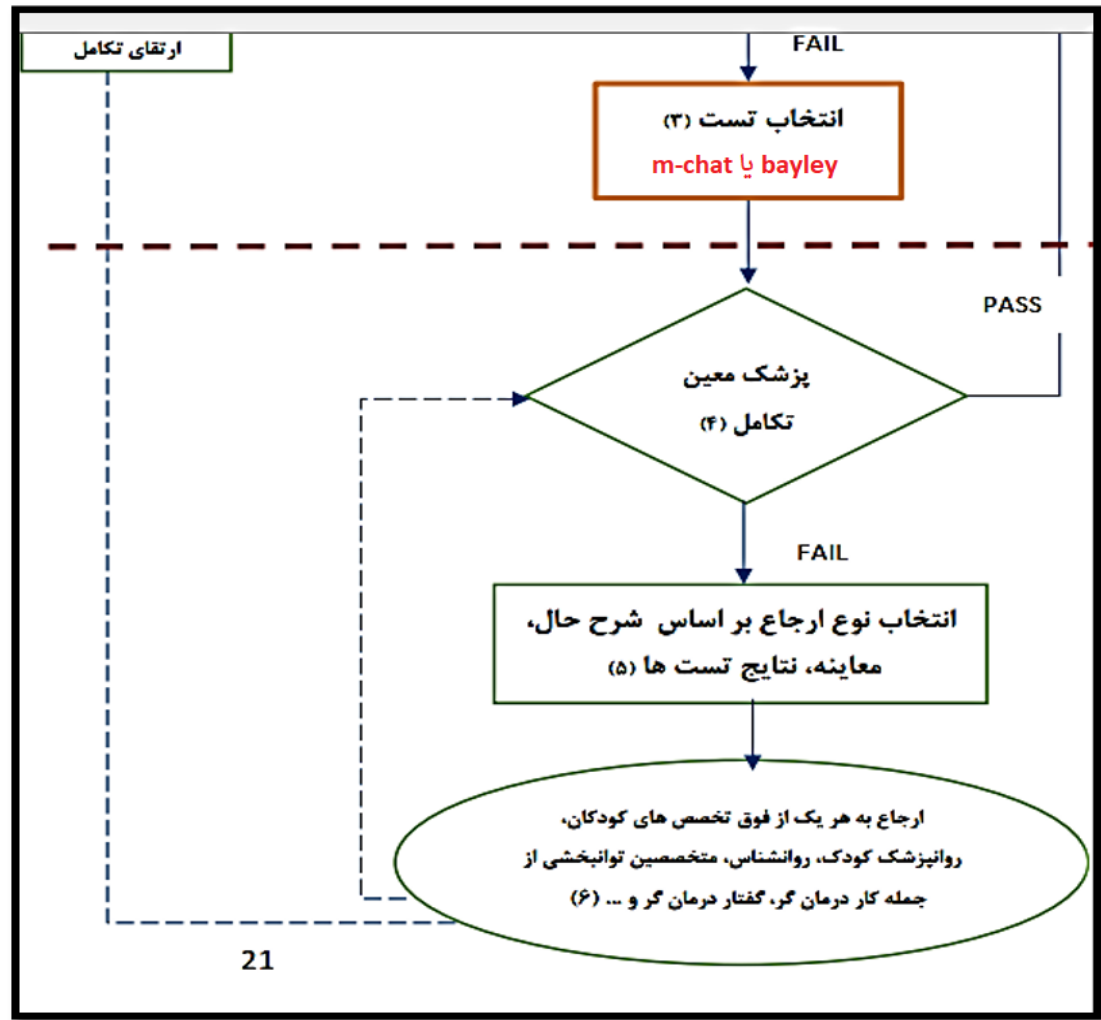 ارتقای تکامل
FAIL
انتخاب تست (۳)
m-chat یا bayley
PASS
پزشک معین
تکامل (۴)
FAIL
انتخاب نوع ارجاع بر اساس شرح حال،
معاینه، نتایج تست ها (۵)
ارجاع به هر یک از فوق تخصص های کودکان،
روانپزشک کودک، روانشناس، متخصصین توانبخشی از
جمله کار درمان گر، گفتار درمان گر و ... (۶)
21